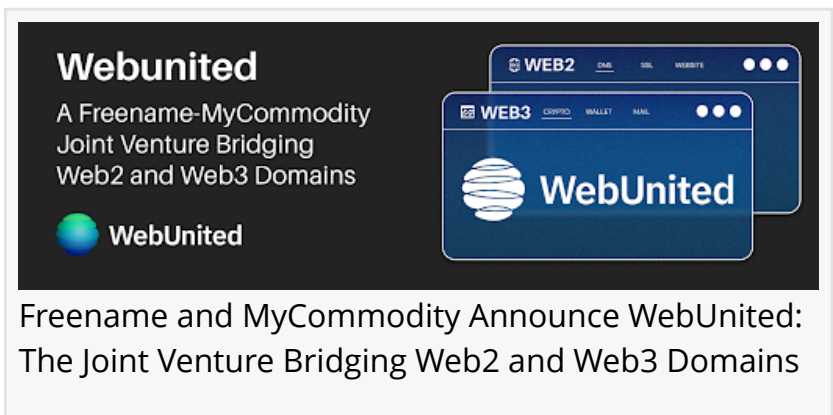 Webunited
A Freename-MyCommodity
Joint Venture Bridging
Web2 and Web3 Domains
WebUnited
WEB2 DNS SSL WEBSITE
WEB3 CRYPTO WALLET MAIL
WebUnited
Freename and MyCommodity Announce WebUnited:
The Joint Venture Bridging Web2 and Web3 Domains